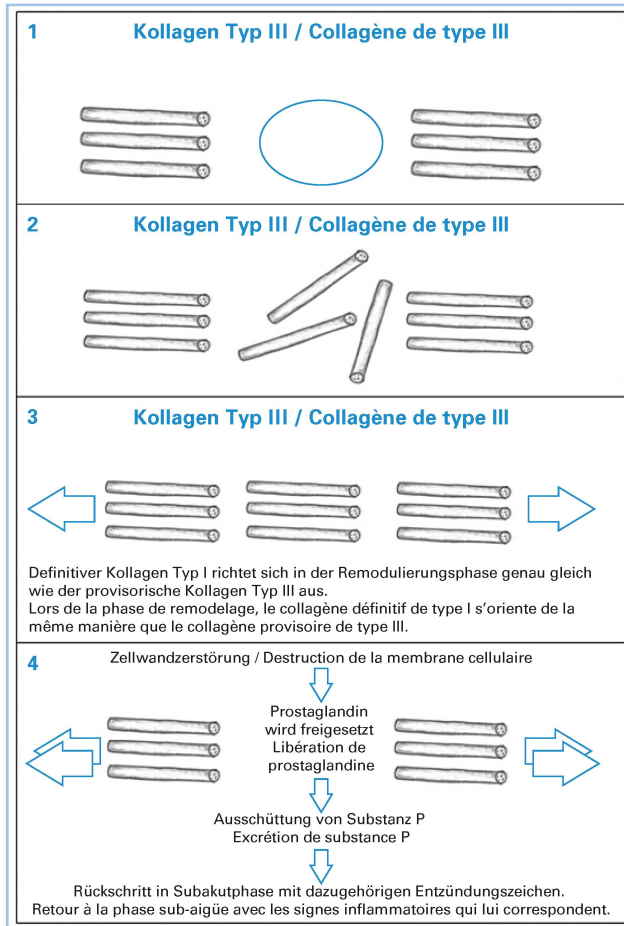 1
Kollagen Typ III / Collagène de type III
2
Kollagen Typ III / Collagène de type III
3
Kollagen Typ III / Collagène de type III
Definitiver Kollagen Typ I richtet sich in der Remodulierungsphase genau gleich
wie der provisorische Kollagen Typ III aus.
Lors de la phase de remodelage, le collagène définitif de type I s'oriente de la
même manière que le collagène provisoire de type III.
4
Zellwandzerstörung / Destruction de la membrane cellulaire
Prostaglandin
wird freigesetzt
Libération de
prostaglandine
Ausschüttung von Substanz P
Excrétion de substance P
Rückschritt in Subakutphase mit dazugehörigen Entzündungszeichen.
Retour à la phase sub-aigüe avec les signes inflammatoires qui lui correspondent.